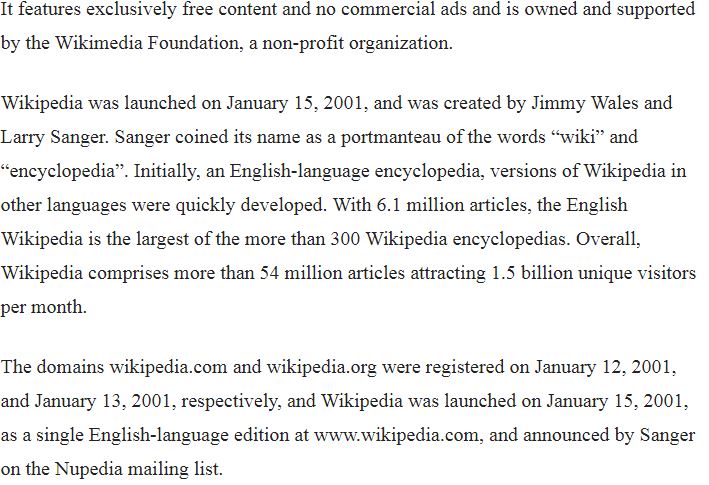 It features exclusively free content and no commercial ads and is owned and supported
by the Wikimedia Foundation, a non-profit organization.
Wikipedia was launched on January 15, 2001, and was created by Jimmy Wales and
Larry Sanger. Sanger coined its name as a portmanteau of the words “wiki” and
“encyclopedia”. Initially, an English-language encyclopedia, versions of Wikipedia in
other languages were quickly developed. With 6.1 million articles, the English
Wikipedia is the largest of the more than 300 Wikipedia encyclopedias. Overall,
Wikipedia comprises more than 54 million articles attracting 1.5 billion unique visitors
per month.
The domains wikipedia.com and wikipedia.org were registered on January 12, 2001,
and January 13, 2001, respectively, and Wikipedia was launched on January 15, 2001,
as a single English-language edition at www.wikipedia.com, and announced by Sanger
on the Nupedia mailing list.